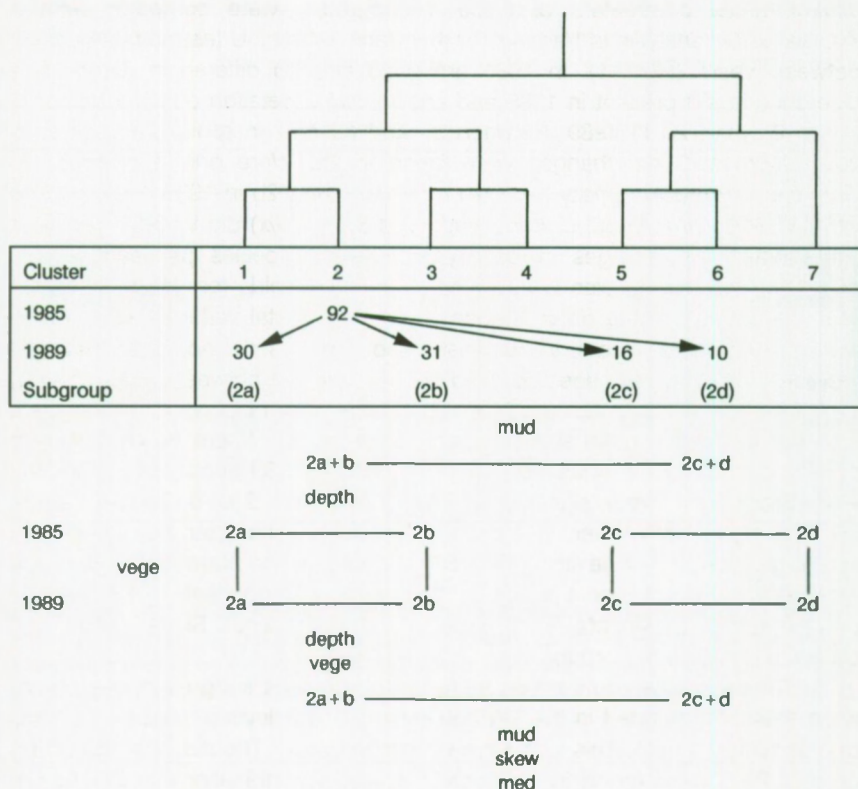 Cluster 1 2 3 4 5 6 7
1985 92
1989 30 31 16 10
Subgroup (2a) (2b) (2c) (2d)
mud
2a+b 2c+d
depth
1985 2a 2b 2c 2d
vege
1989 2a 2b 2c 2d
depth
vege
2a+b 2c+d
mud
skew
med